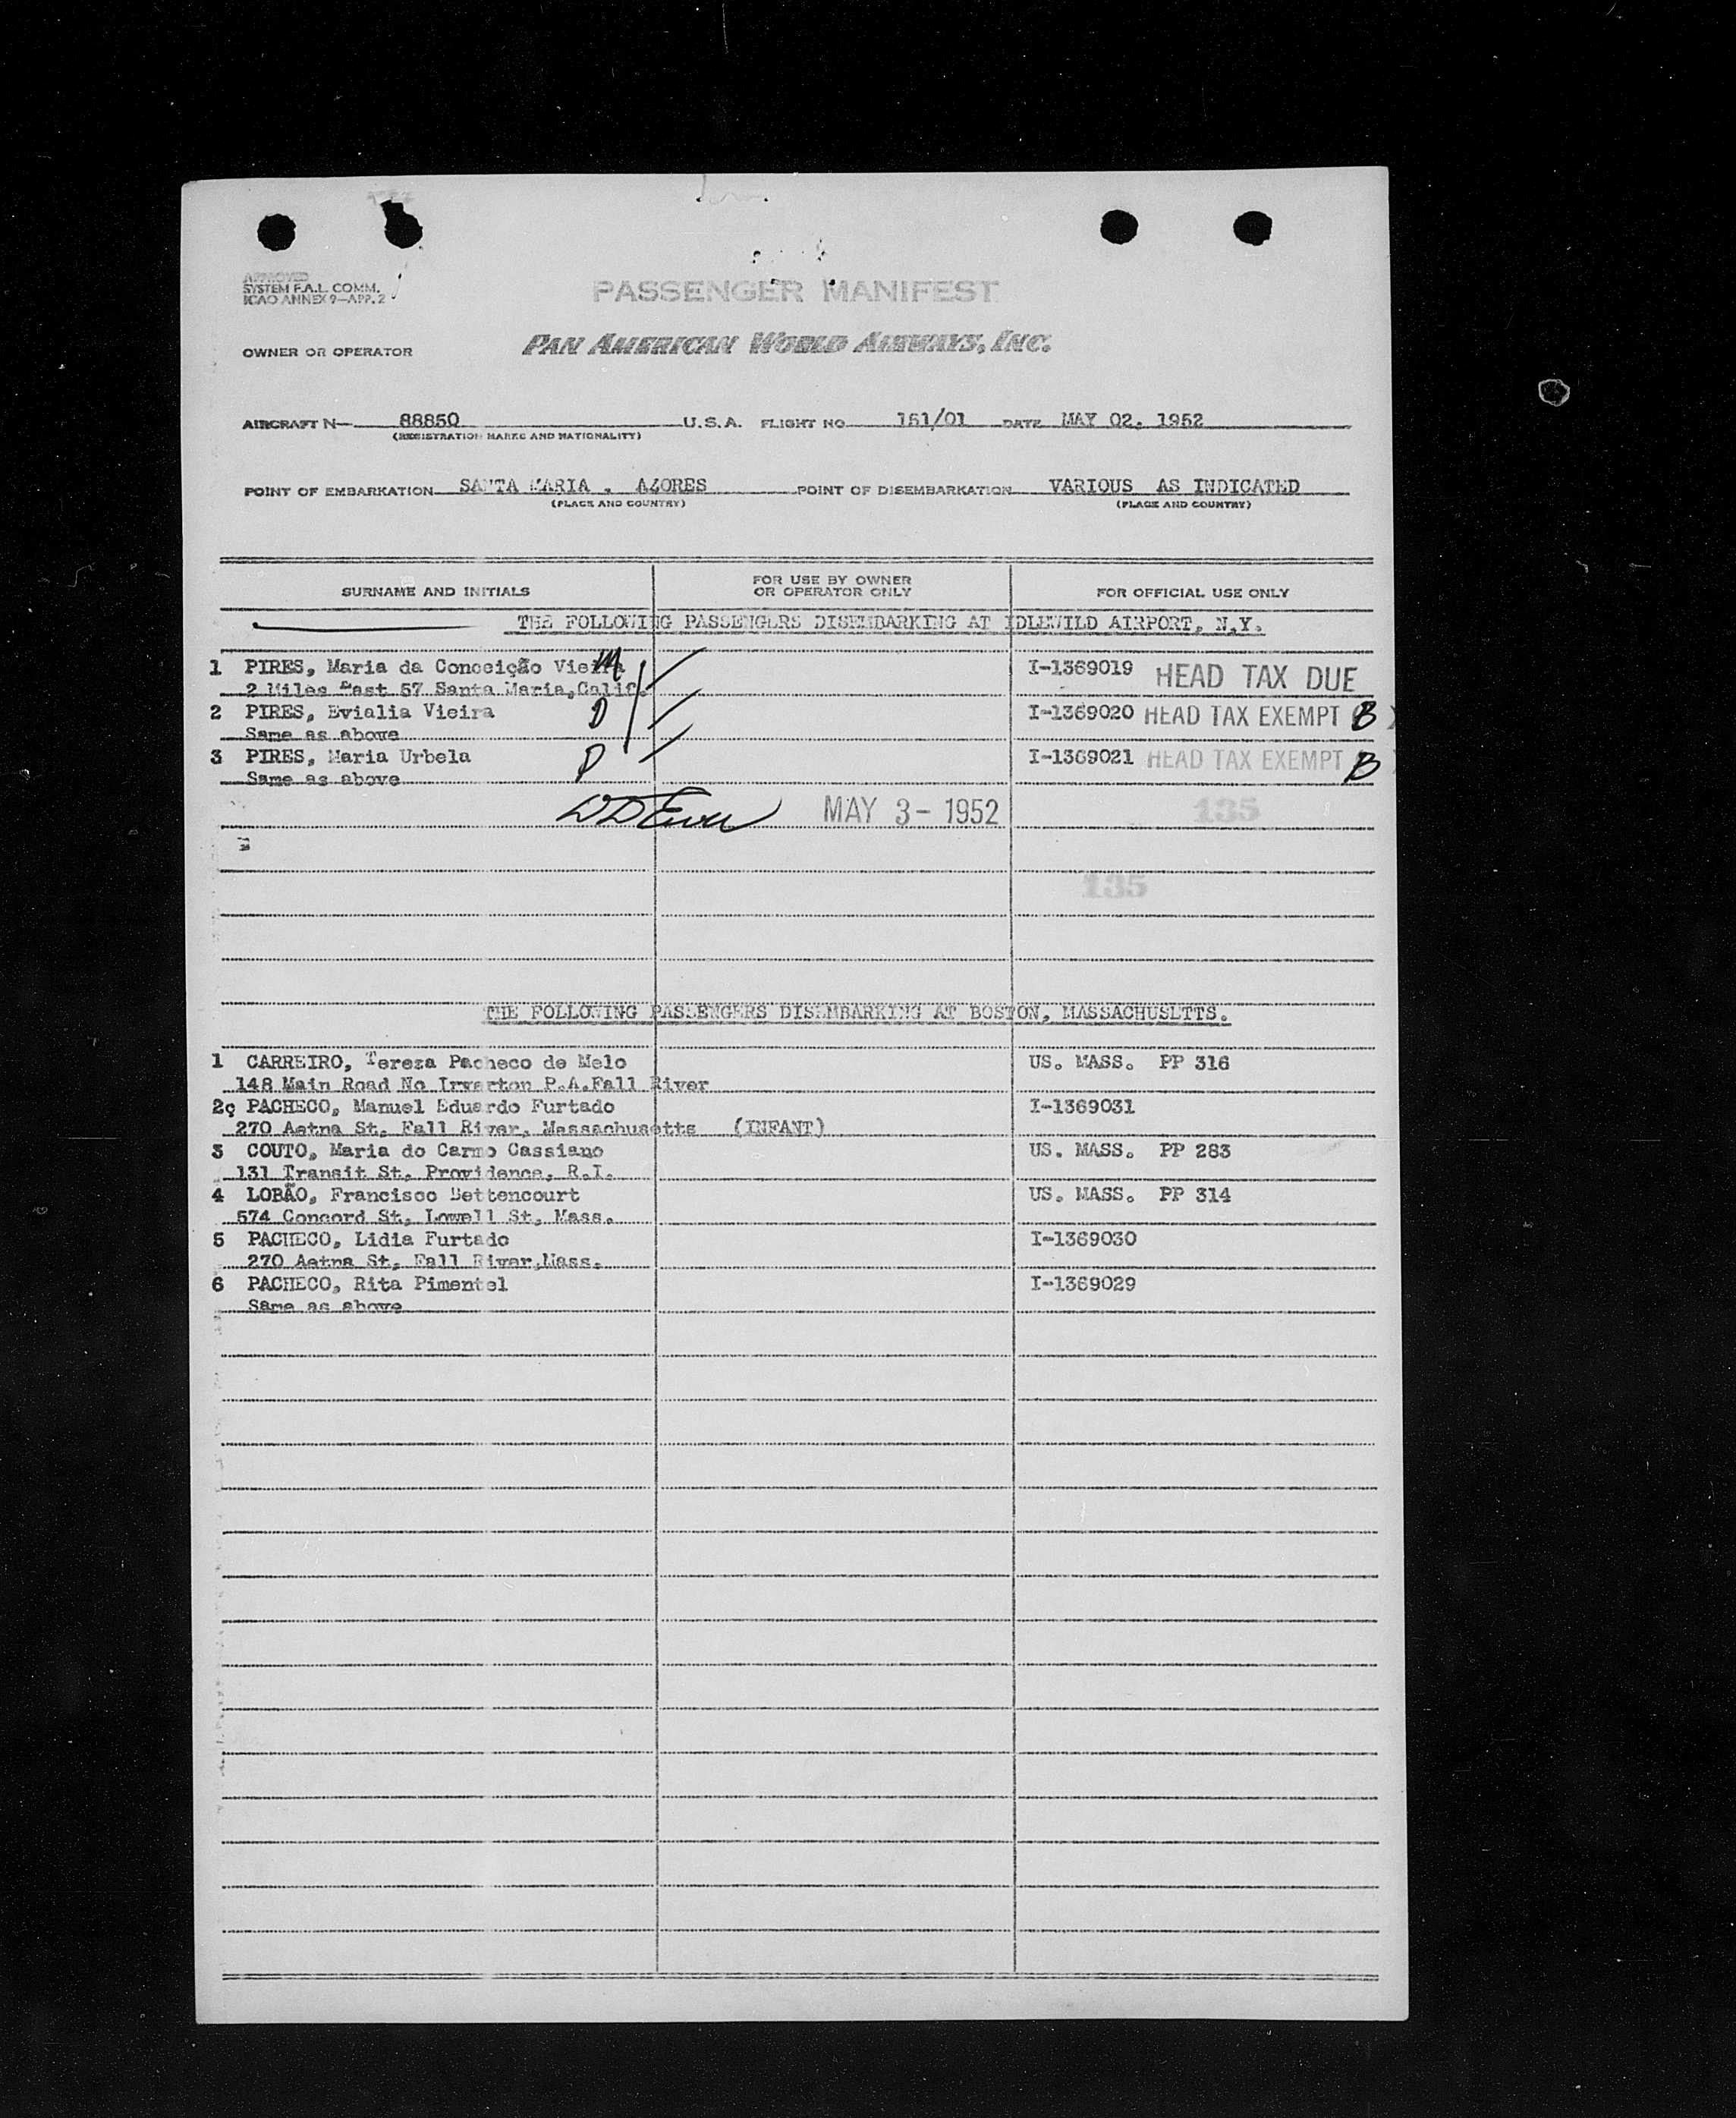 APPROVED
SYSTEM F.A.L. COMM.
ICAO ANNEX 9—APP. 2
PASSENGER MANIFEST
OWNER OR OPERATOR PAN AMERICAN WORLD AIRWAYS, INC.
AIRCRAFT N— 88850 U.S.A. FLIGHT NO 151/01 DATE MAY 02, 1952
(REGISTRATION MARKS AND NATIONALITY)
POINT OF EMBARKATION SANTA MARIA . AZORES POINT OF DISEMBARKATION VARIOUS AS INDICATED
(PLACE AND COUNTRY) (PLACE AND COUNTRY)
SURNAME AND INITIALS FOR USE BY OWNER OR OPERATOR ONLY FOR OFFICIAL USE ONLY
THE FOLLOWING PASSENGERS DISEMBARKING AT IDLEWILD AIRPORT, N.Y.
1 PIRES, Maria da Conceição Vieira M I-1369019 HEAD TAX DUE
2 Miles East 57 Santa Maria, Calif.
2 PIRES, Evialia Vieira D I-1369020 HEAD TAX EXEMPT B
Same as above
3 PIRES, Maria Urbela D I-1369021 HEAD TAX EXEMPT B
Same as above
MAY 3 - 1952 135
135
THE FOLLOWING PASSENGERS DISEMBARKING AT BOSTON, MASSACHUSETTS.
1 CARREIRO, Tereza Pacheco de Melo US. MASS. PP 316
148 Main Road No P.A. Fall River
2 PACHECO, Manuel Eduardo Furtado I-1369031
270 Aetna St, Fall River, Massachusetts (INFANT)
3 COUTO, Maria do Carmo Cassiano US. MASS. PP 283
131 Transit St, Providence, R.I.
4 LOBÃO, Francisco Bettencourt US. MASS. PP 314
574 Concord St, Lowell St, Mass.
5 PACHECO, Lidia Furtado I-1369030
270 Aetna St, Fall River, Mass.
6 PACHECO, Rita Pimentel I-1369029
Same as above